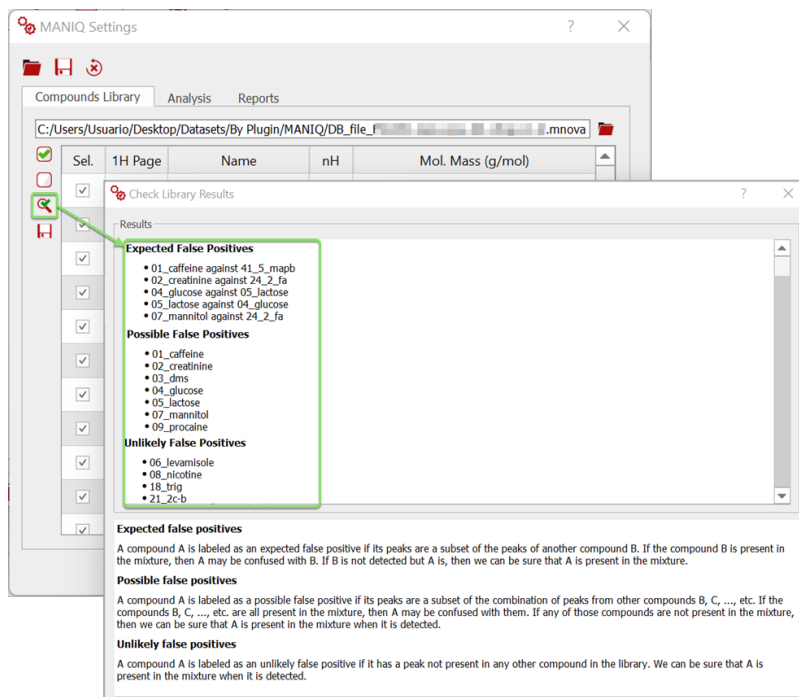 MANIQ Settings
Compounds Library
Analysis
Reports
C:/Users/Usuario/Desktop/Datasets/By Plugin/MANIQ/DB_file_ .mnova
Sel.
1H Page
Name
nH
Mol. Mass (g/mol)
Check Library Results
Results
Expected False Positives
• 01_caffeine against 41_5_mapb
• 02_creatinine against 24_2_fa
• 04_glucose against 05_lactose
• 05_lactose against 04_glucose
• 07_mannitol against 24_2_fa
Possible False Positives
• 01_caffeine
• 02_creatinine
• 03_dms
• 04_glucose
• 05_lactose
• 07_mannitol
• 09_procaine
Unlikely False Positives
• 06_levamisole
• 08_nicotine
• 18_trig
• 21_2c-b
Expected false positives
A compound A is labeled as an expected false positive if its peaks are a subset of the peaks of another compound B. If the compound B is present in
the mixture, then A may be confused with B. If B is not detected but A is, then we can be sure that A is present in the mixture.
Possible false positives
A compound A is labeled as a possible false positive if its peaks are a subset of the combination of peaks from other compounds B, C, ..., etc. If the
compounds B, C, ..., etc. are all present in the mixture, then A may be confused with them. If any of those compounds are not present in the mixture,
then we can be sure that A is present in the mixture when it is detected.
Unlikely false positives
A compound A is labeled as an unlikely false positive if it has a peak not present in any other compound in the library. We can be sure that A is
present in the mixture when it is detected.